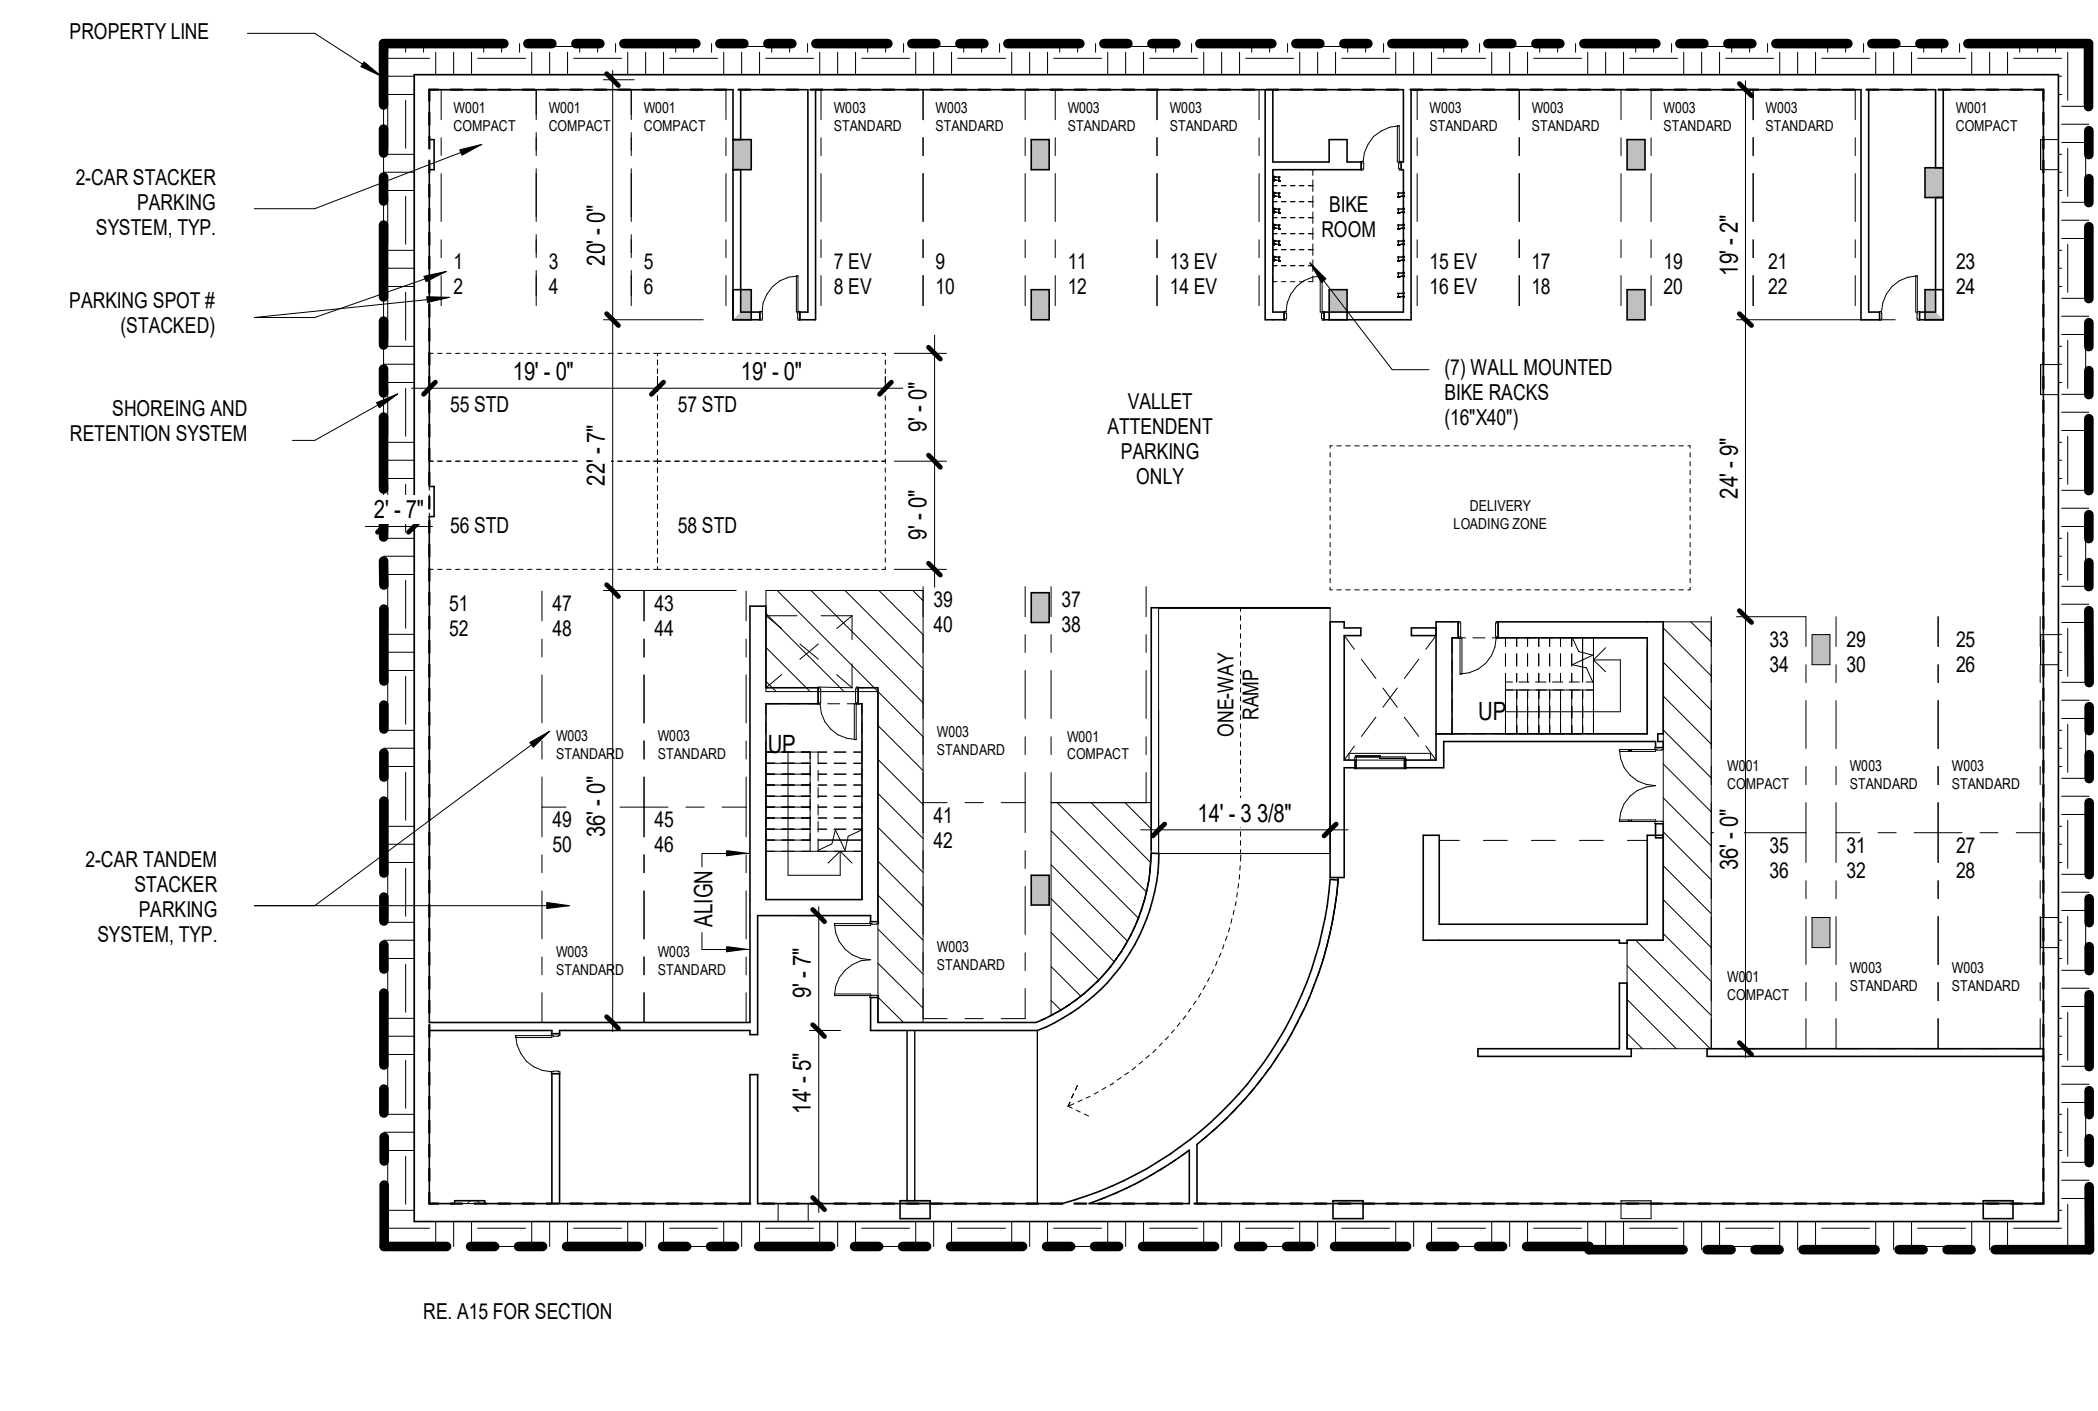 PROPERTY LINE
2-CAR STACKER
PARKING
SYSTEM, TYP.
PARKING SPOT #
(STACKED)
SHOREING AND
RETENTION SYSTEM
2-CAR TANDEM
STACKER
PARKING
SYSTEM, TYP.
W001
COMPACT
W001
COMPACT
W001
COMPACT
W003
STANDARD
W003
STANDARD
W003
STANDARD
W003
STANDARD
W003
STANDARD
W003
STANDARD
W003
STANDARD
W003
STANDARD
W001
COMPACT
20' - 0"
19' - 2"
BIKE
ROOM
1
2
3
4
5
6
7 EV
8 EV
9
10
11
12
13 EV
14 EV
15 EV
16 EV
17
18
19
20
21
22
23
24
19' - 0"
19' - 0"
55 STD
57 STD
56 STD
58 STD
22' - 7"
9' - 0"
9' - 0"
2' - 7"
VALLET
ATTENDENT
PARKING
ONLY
(7) WALL MOUNTED
BIKE RACKS
(16"X40")
DELIVERY
LOADING ZONE
24' - 9"
51
52
47
48
43
44
39
40
37
38
33
34
29
30
25
26
ONE-WAY
RAMP
UP
UP
W003
STANDARD
W003
STANDARD
W003
STANDARD
W001
COMPACT
W001
COMPACT
W003
STANDARD
W003
STANDARD
36' - 0"
14' - 3 3/8"
36' - 0"
49
50
45
46
41
42
35
36
31
32
27
28
ALIGN
W003
STANDARD
W003
STANDARD
W003
STANDARD
W001
COMPACT
W003
STANDARD
W003
STANDARD
9' - 7"
14' - 5"
RE. A15 FOR SECTION